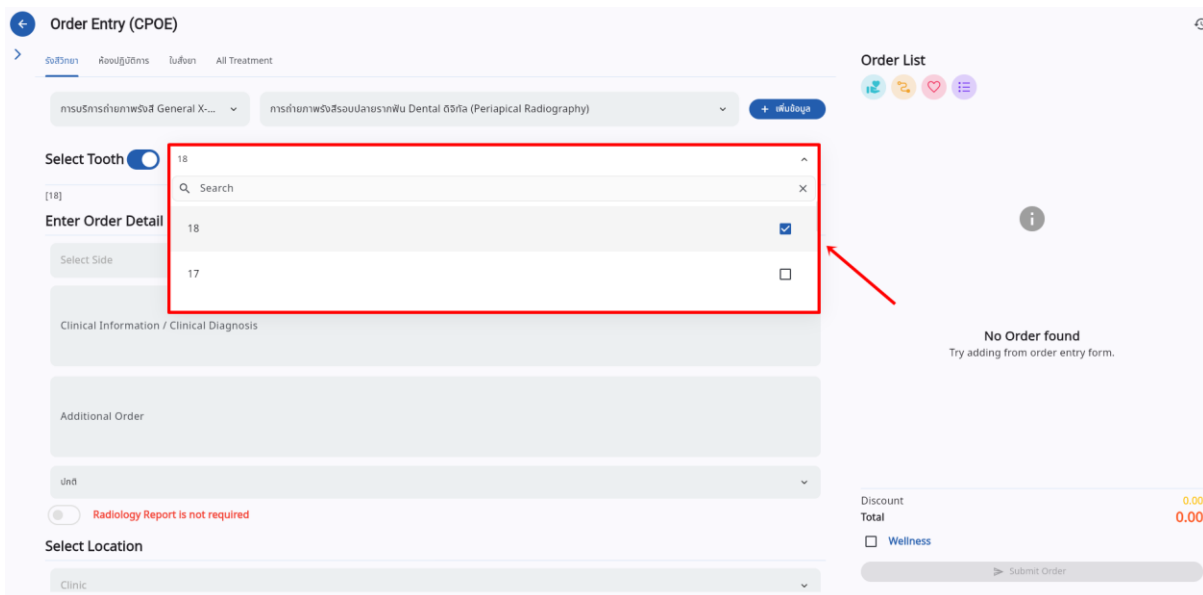 Order Entry (CPOE)
รังสีวิทยา ห้องปฏิบัติการ ใบสั่งยา All Treatment
การบริการถ่ายภาพรังสี General X-... การถ่ายภาพรังสีรอบปลายรากฟัน Dental ดิจิทัล (Periapical Radiography) + เพิ่มข้อมูล
Select Tooth 18
[18]
Search
Enter Order Detail
18
Select Side
17
Clinical Information / Clinical Diagnosis
Additional Order
ปกติ
Radiology Report is not required
Select Location
Clinic
Order List
No Order found
Try adding from order entry form.
Discount 0.00
Total 0.00
Wellness
Submit Order